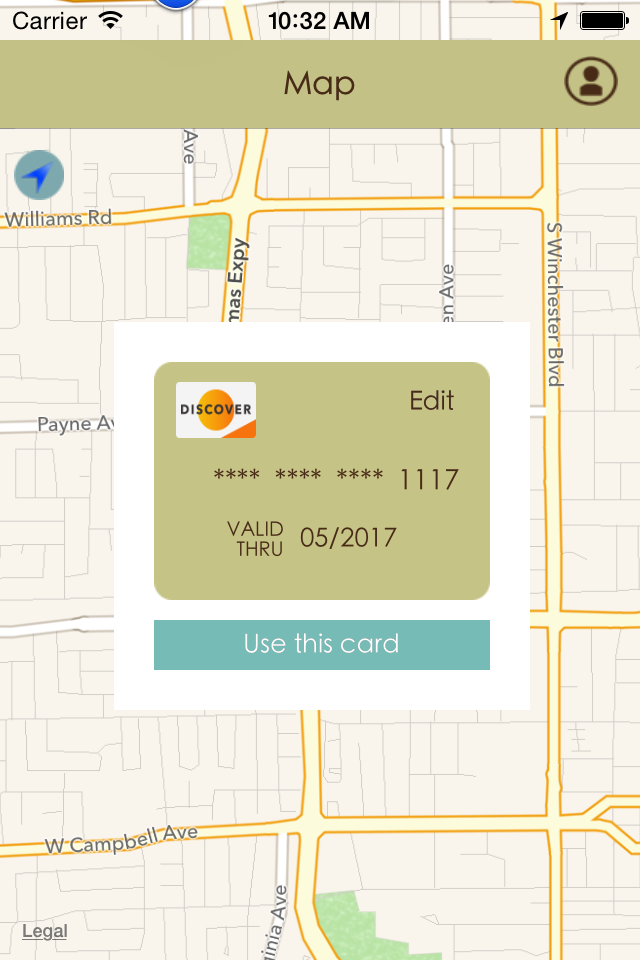 Carrier 10:32 AM
Map
Ave
Williams Rd
mas Expy
en Ave
S Winchester Blvd
DISCOVER
Edit
Payne Av
**** **** **** 1117
VALID
THRU 05/2017
Use this card
W Campbell Ave
ginia Ave
Legal